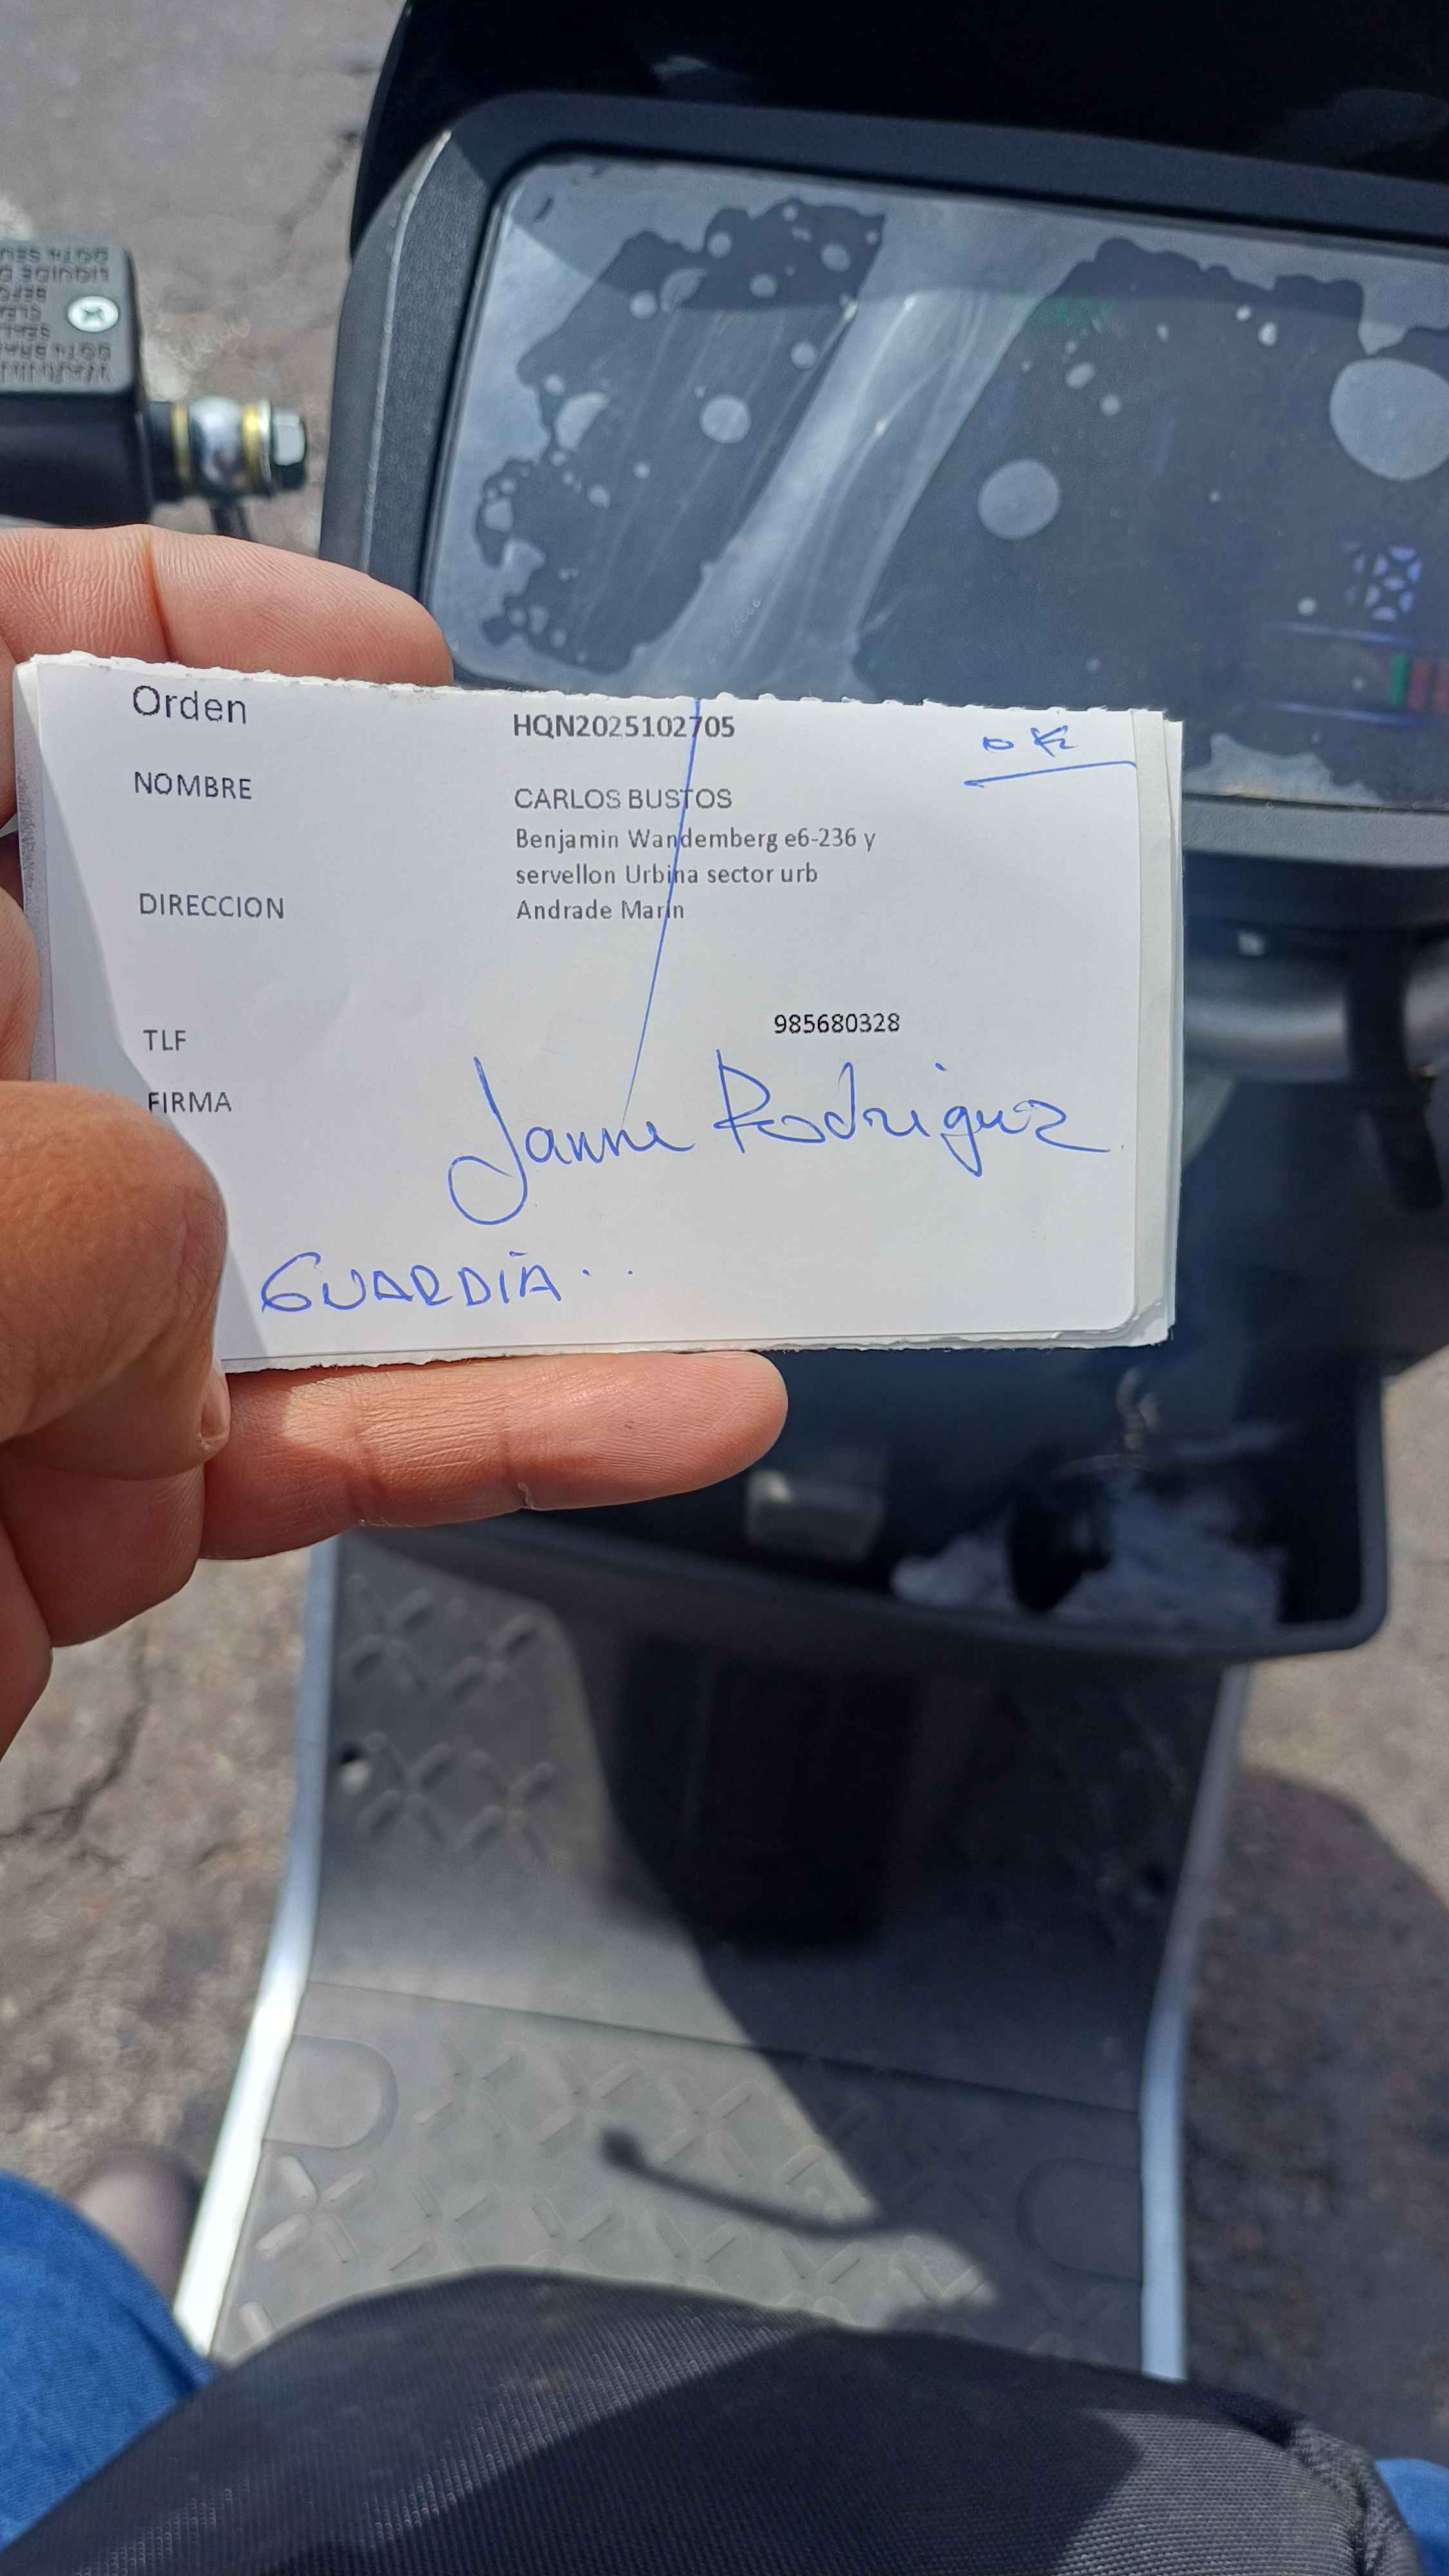 Orden HQN2025102705 OK
NOMBRE CARLOS BUSTOS
Benjamin Wandemberg e6-236 y
servellon Urbina sector urb
DIRECCION Andrade Marin
TLF 985680328
FIRMA Janne Rodriguez
GUARDIA..